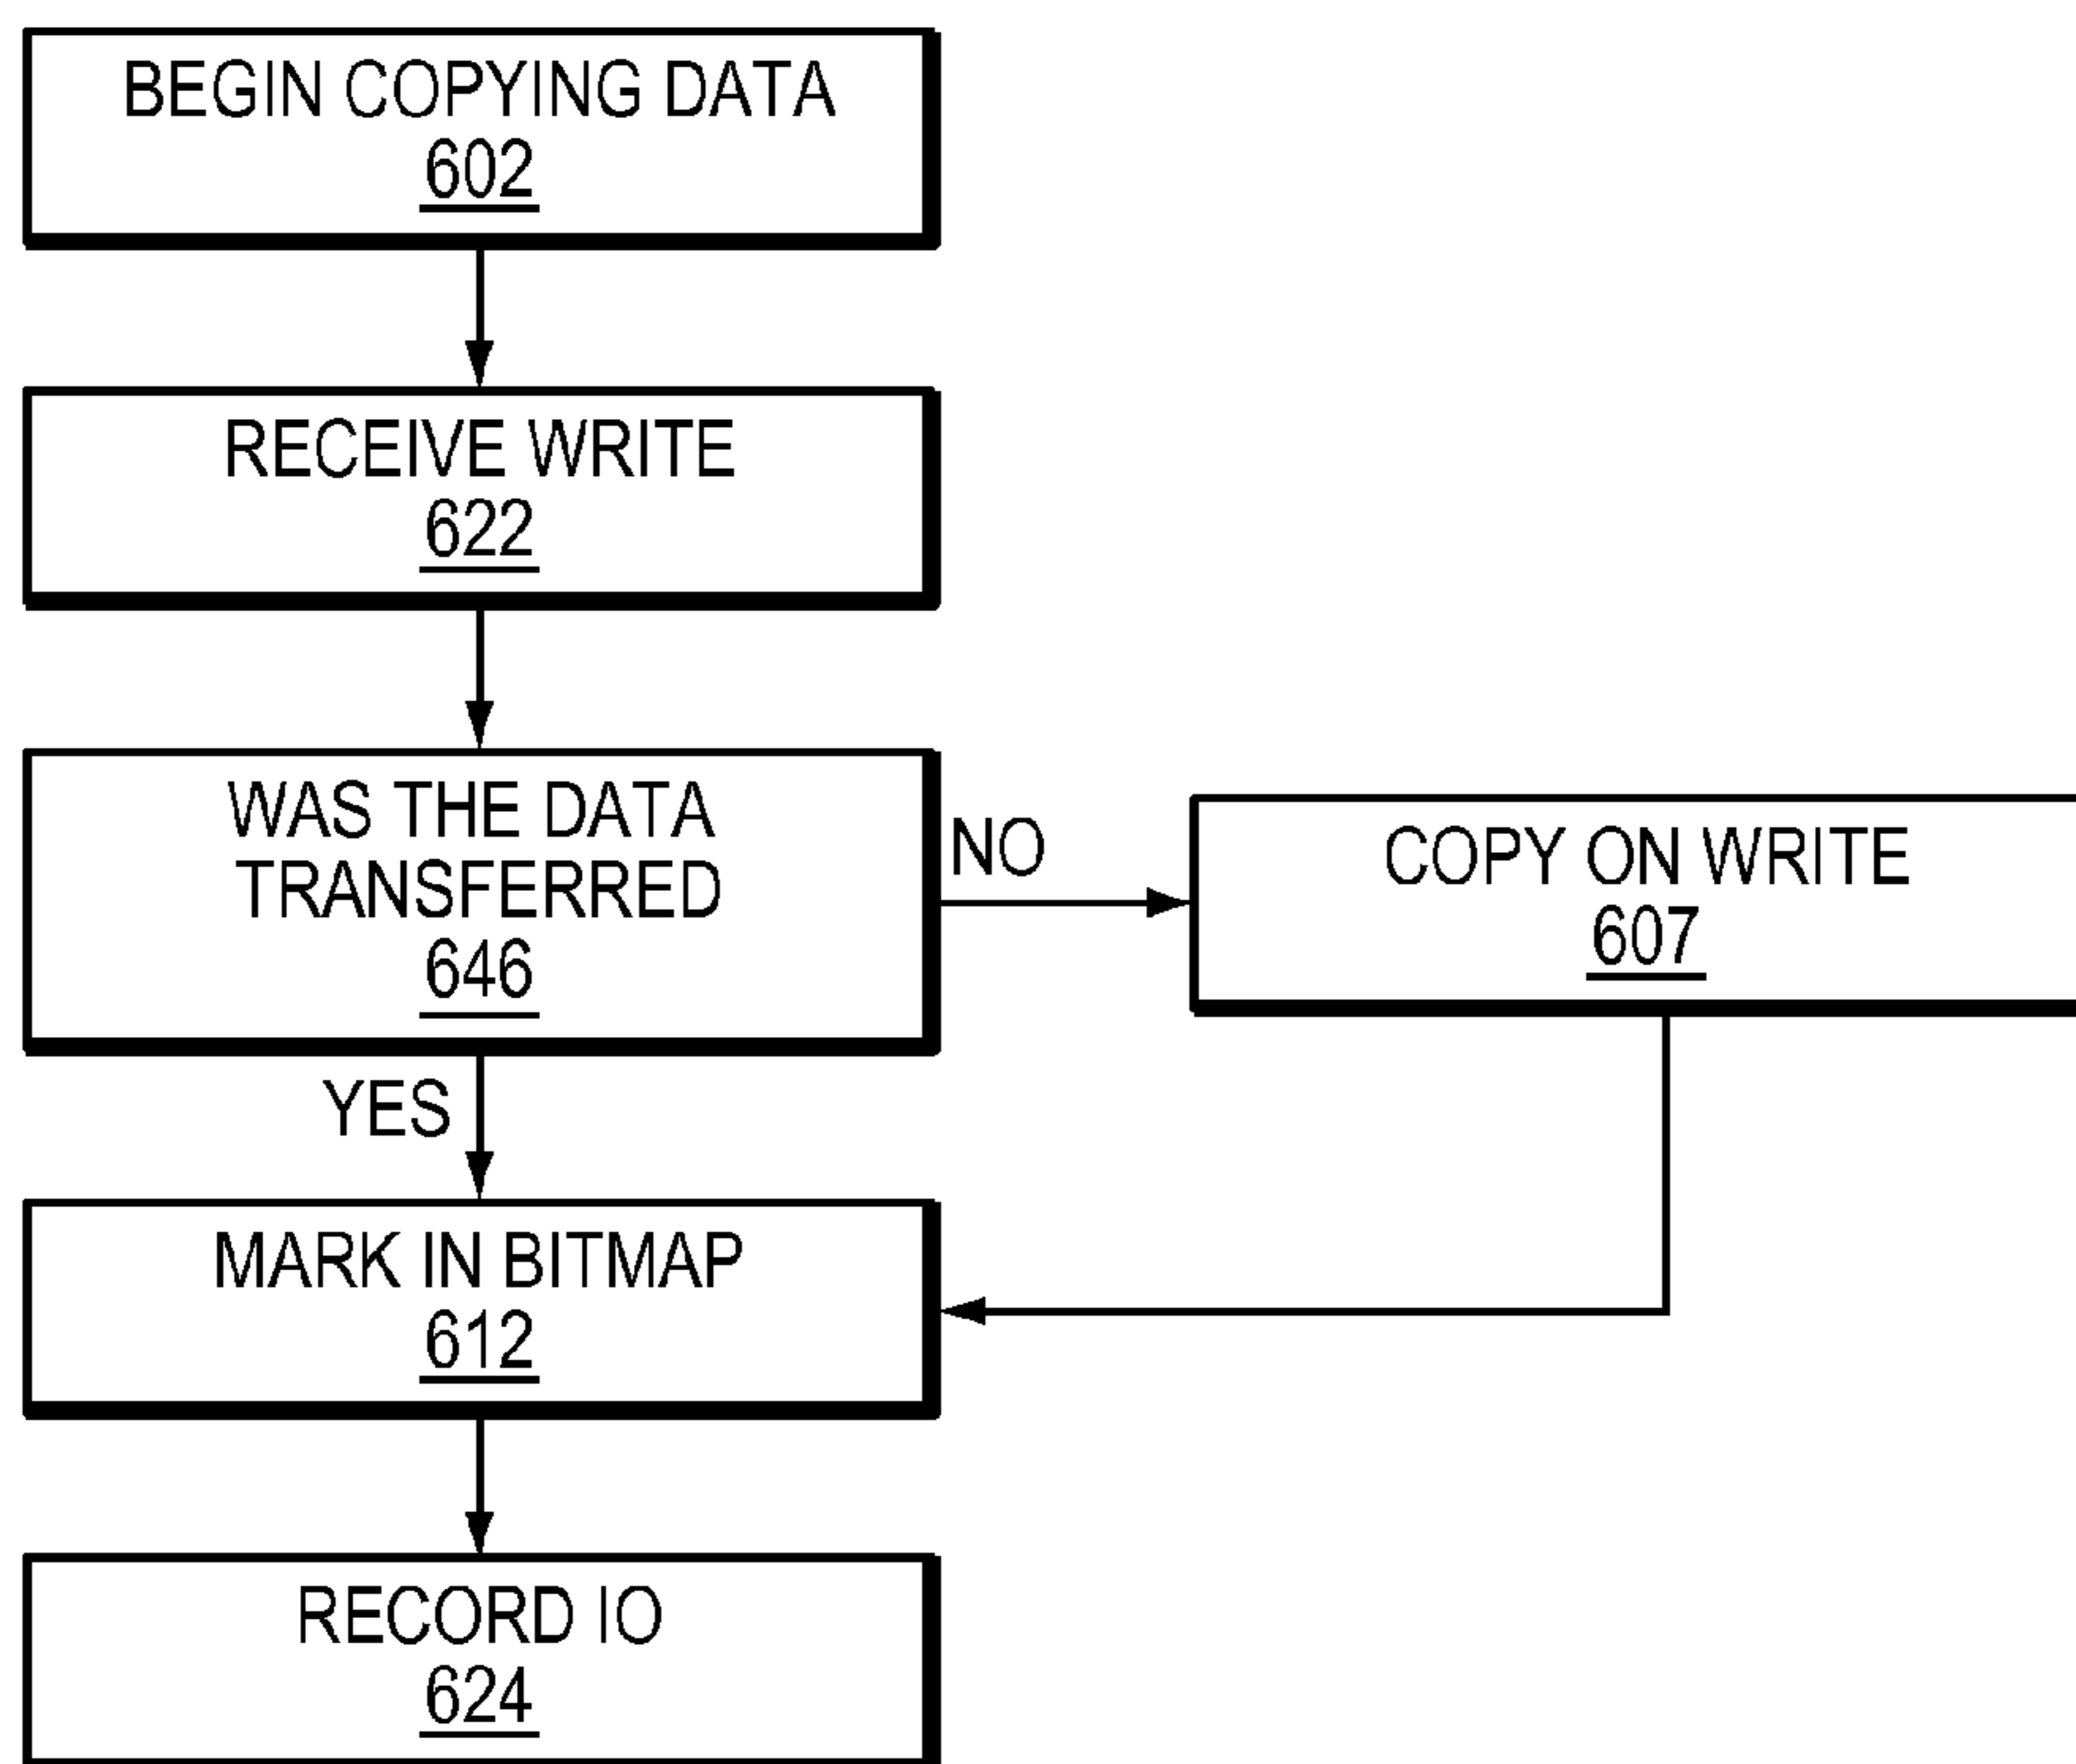 BEGIN COPYING DATA
602
RECEIVE WRITE
622
WAS THE DATA
TRANSFERRED
646
NO
COPY ON WRITE
607
YES
MARK IN BITMAP
612
RECORD IO
624